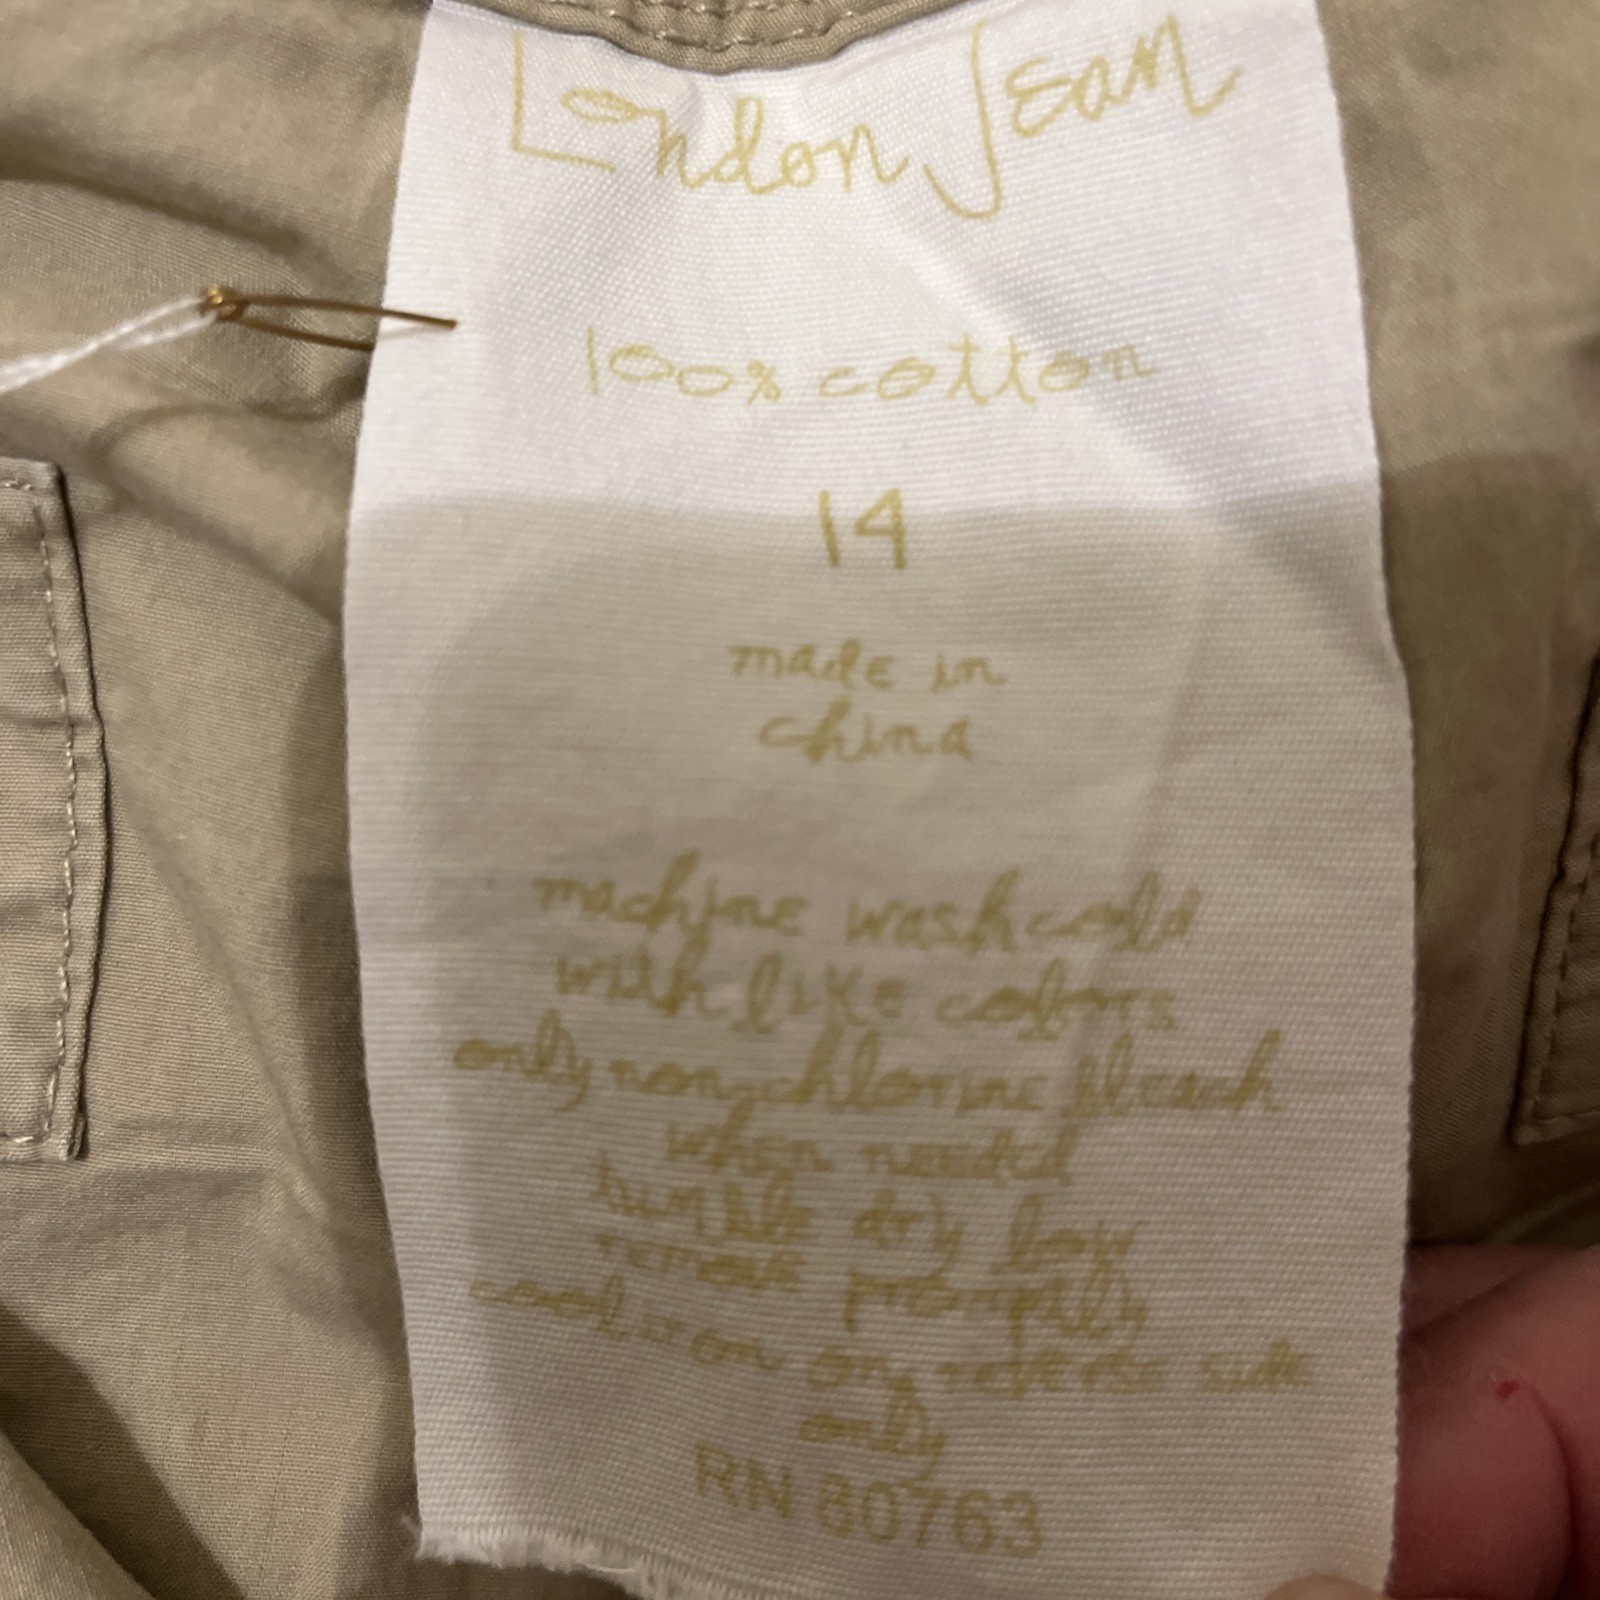 London Jean
100% cotton
14
made in
china
machine wash cold
with like colors
only non-chlorine bleach
when needed
tumble dry low
remove promptly
cool iron on reverse side
only
RN 80763